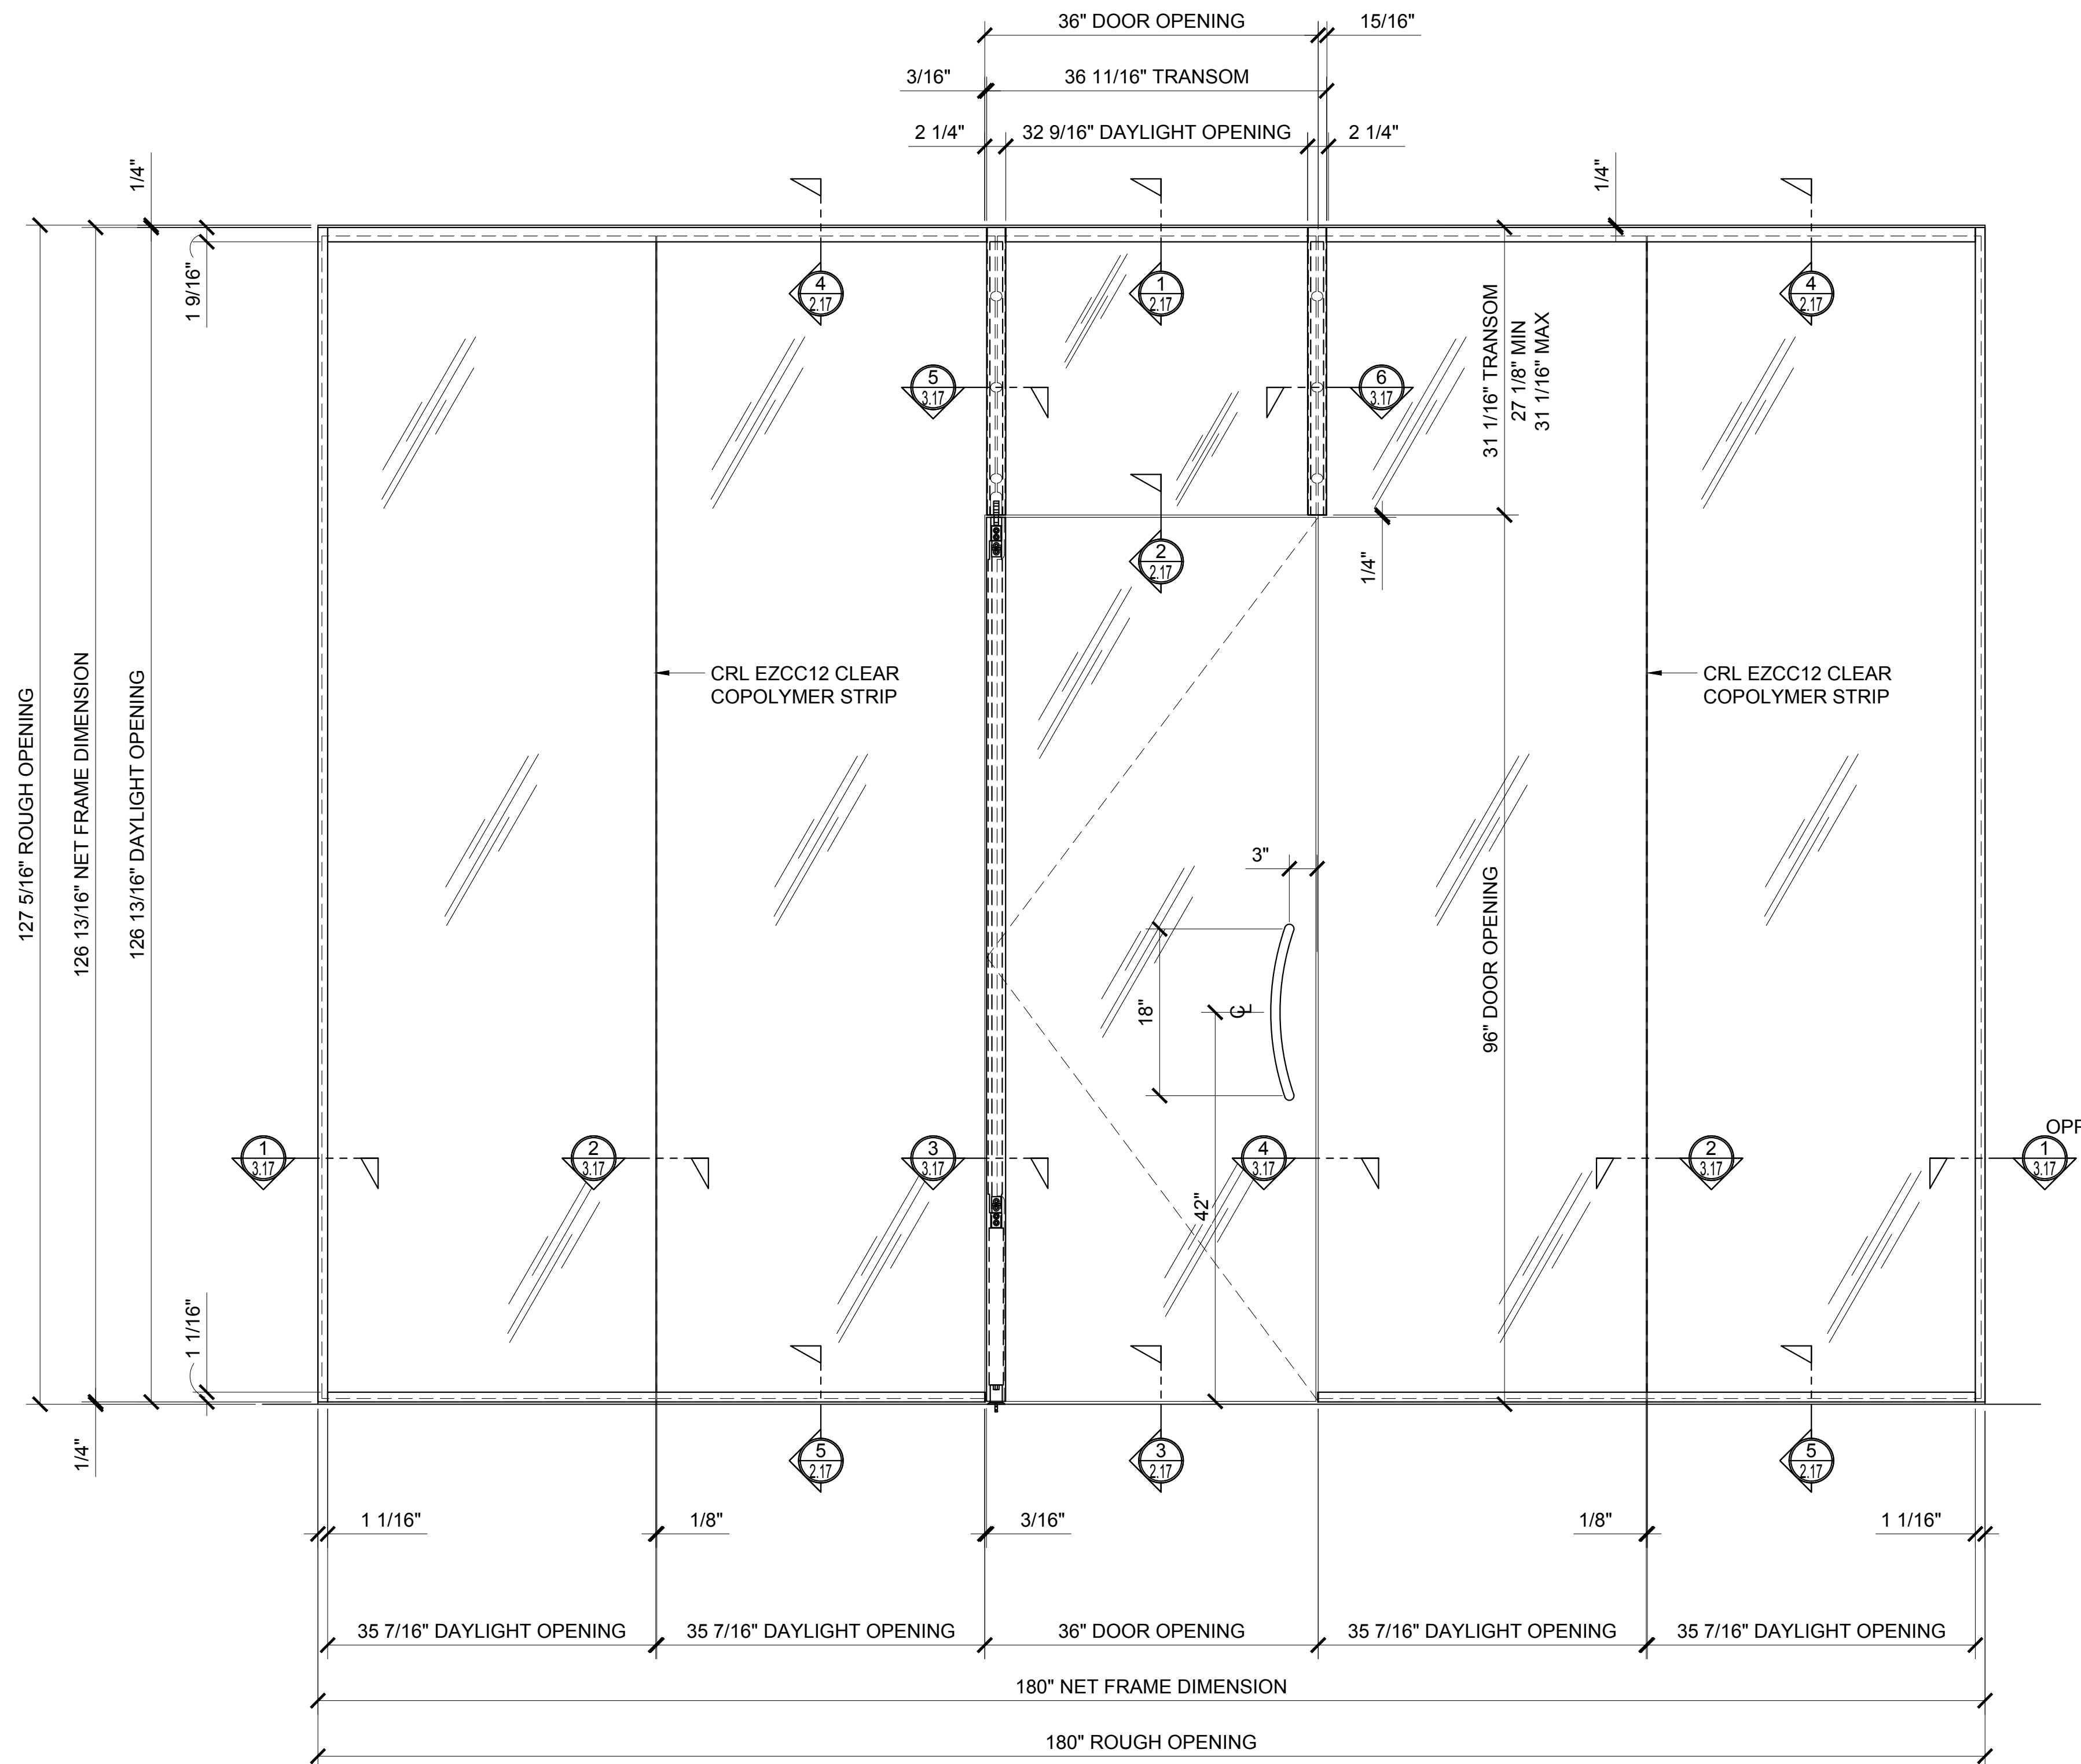 36" DOOR OPENING
15/16"
3/16"
36 11/16" TRANSOM
2 1/4"
32 9/16" DAYLIGHT OPENING
2 1/4"
1/4"
1/4"
1 9/16"
4
2.17
1
2.17
4
2.17
5
3.17
6
3.17
31 1/16" TRANSOM
27 1/8" MIN
31 1/16" MAX
2
2.17
1/4"
127 5/16" ROUGH OPENING
126 13/16" NET FRAME DIMENSION
126 13/16" DAYLIGHT OPENING
CRL EZCC12 CLEAR
COPOLYMER STRIP
CRL EZCC12 CLEAR
COPOLYMER STRIP
3"
18"
CL
96" DOOR OPENING
42"
OPP
1
3.17
2
3.17
3
3.17
4
3.17
2
3.17
1
3.17
1 1/16"
1/4"
5
2.17
3
2.17
5
2.17
1 1/16"
1/8"
3/16"
1/8"
1 1/16"
35 7/16" DAYLIGHT OPENING
35 7/16" DAYLIGHT OPENING
36" DOOR OPENING
35 7/16" DAYLIGHT OPENING
35 7/16" DAYLIGHT OPENING
180" NET FRAME DIMENSION
180" ROUGH OPENING